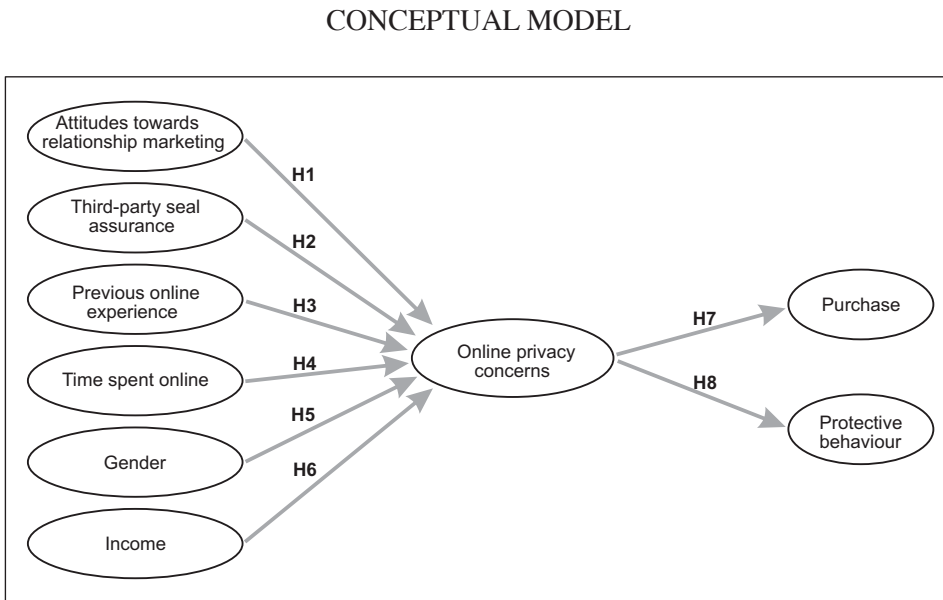 CONCEPTUAL MODEL
Attitudes towards
relationship marketing
H1
Third-party seal
assurance
H2
Previous online
experience
H3
Time spent online
H4
Gender
H5
Income
H6
Online privacy
concerns
H7
Purchase
H8
Protective
behaviour